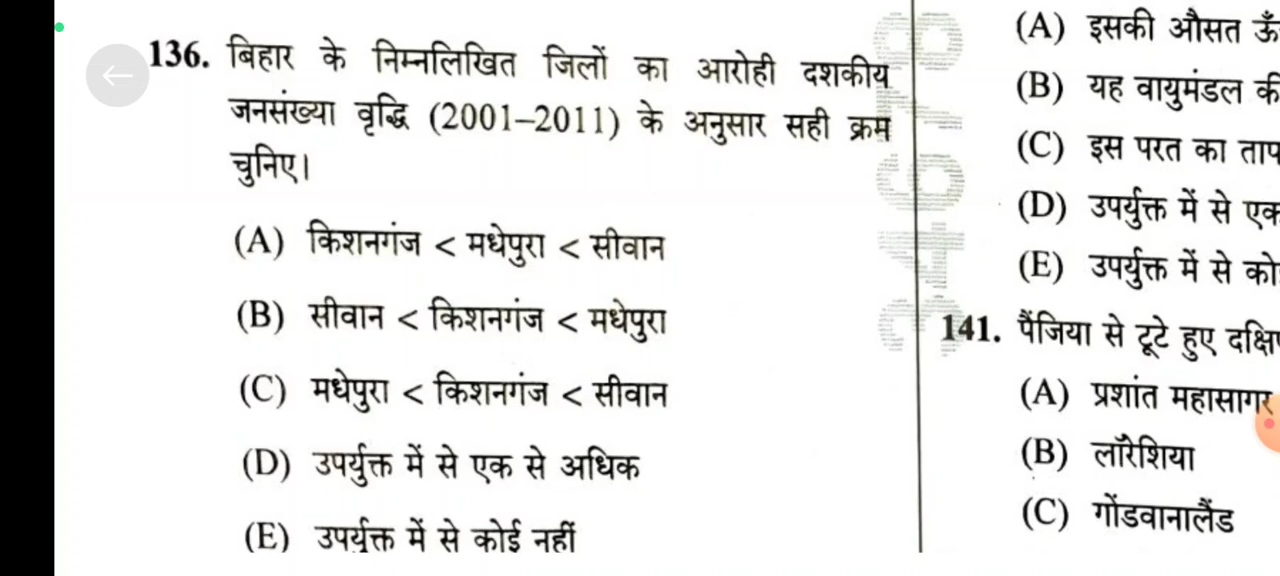 136. बिहार के निम्नलिखित जिलों का आरोही दशकीय
जनसंख्या वृद्धि (2001–2011) के अनुसार सही क्रम
चुनिए।
(A) किशनगंज < मधेपुरा < सीवान
(B) सीवान < किशनगंज < मधेपुरा
(C) मधेपुरा < किशनगंज < सीवान
(D) उपर्युक्त में से एक से अधिक
(E) उपर्युक्त में से कोई नहीं
(A) इसकी औसत
(B) यह वायुमंडल की
(C) इस परत का
(D) उपर्युक्त में से एक
(E) उपर्युक्त में से
141. पैंजिया से टूटे हुए
(A) प्रशांत महासागर
(B) लॉरेशिया
(C) गोंडवानालैंड